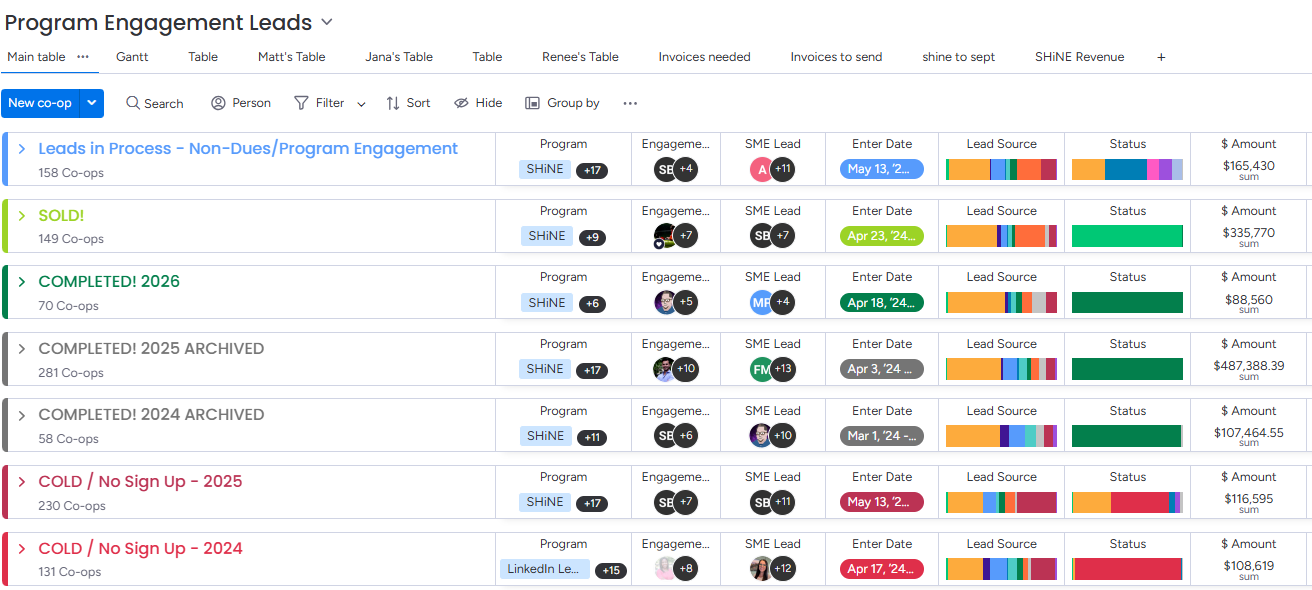 Program Engagement Leads
Main table ... Gantt Table Matt's Table Jana's Table Table Renee's Table Invoices needed Invoices to send shine to sept SHiNE Revenue +
New co-op Search Person Filter Sort Hide Group by ...
Leads in Process - Non-Dues/Program Engagement
158 Co-ops
Program Engageme... SME Lead Enter Date Lead Source Status $ Amount
SHiNE +17 SB +4 A +11 May 13, '2... $165,430
sum
SOLD!
149 Co-ops
Program Engageme... SME Lead Enter Date Lead Source Status $ Amount
SHiNE +9 +7 SB +7 Apr 23, '24... $335,770
sum
COMPLETED! 2026
70 Co-ops
Program Engageme... SME Lead Enter Date Lead Source Status $ Amount
SHiNE +6 +5 MF +4 Apr 18, '24... $88,560
sum
COMPLETED! 2025 ARCHIVED
281 Co-ops
Program Engageme... SME Lead Enter Date Lead Source Status $ Amount
SHiNE +17 +10 FM +13 Apr 3, '24 ... $487,388.39
sum
COMPLETED! 2024 ARCHIVED
58 Co-ops
Program Engageme... SME Lead Enter Date Lead Source Status $ Amount
SHiNE +11 SB +6 +10 Mar 1, '24 -... $107,464.55
sum
COLD / No Sign Up - 2025
230 Co-ops
Program Engageme... SME Lead Enter Date Lead Source Status $ Amount
SHiNE +17 SB +7 SB +11 May 13, '2... $116,595
sum
COLD / No Sign Up - 2024
131 Co-ops
Program Engageme... SME Lead Enter Date Lead Source Status $ Amount
LinkedIn Le... +15 +8 +12 Apr 17, '24... $108,619
sum